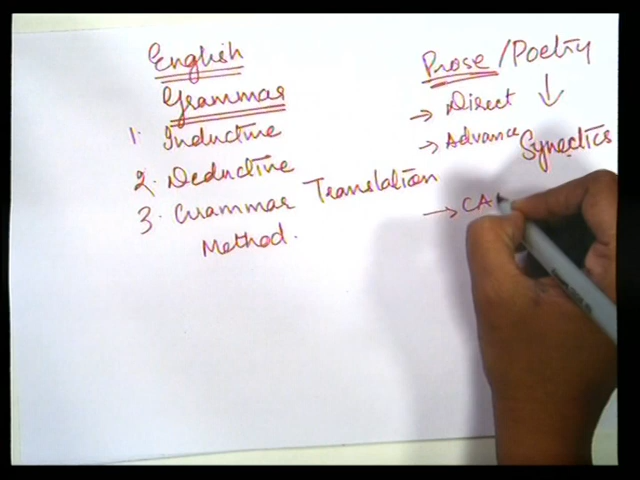 English
Grammar
1. Inductive
2. Deductive
3. Grammar Translation
Method.
Prose/Poetry
→ Direct
→ Advance
Synectics
→ CA